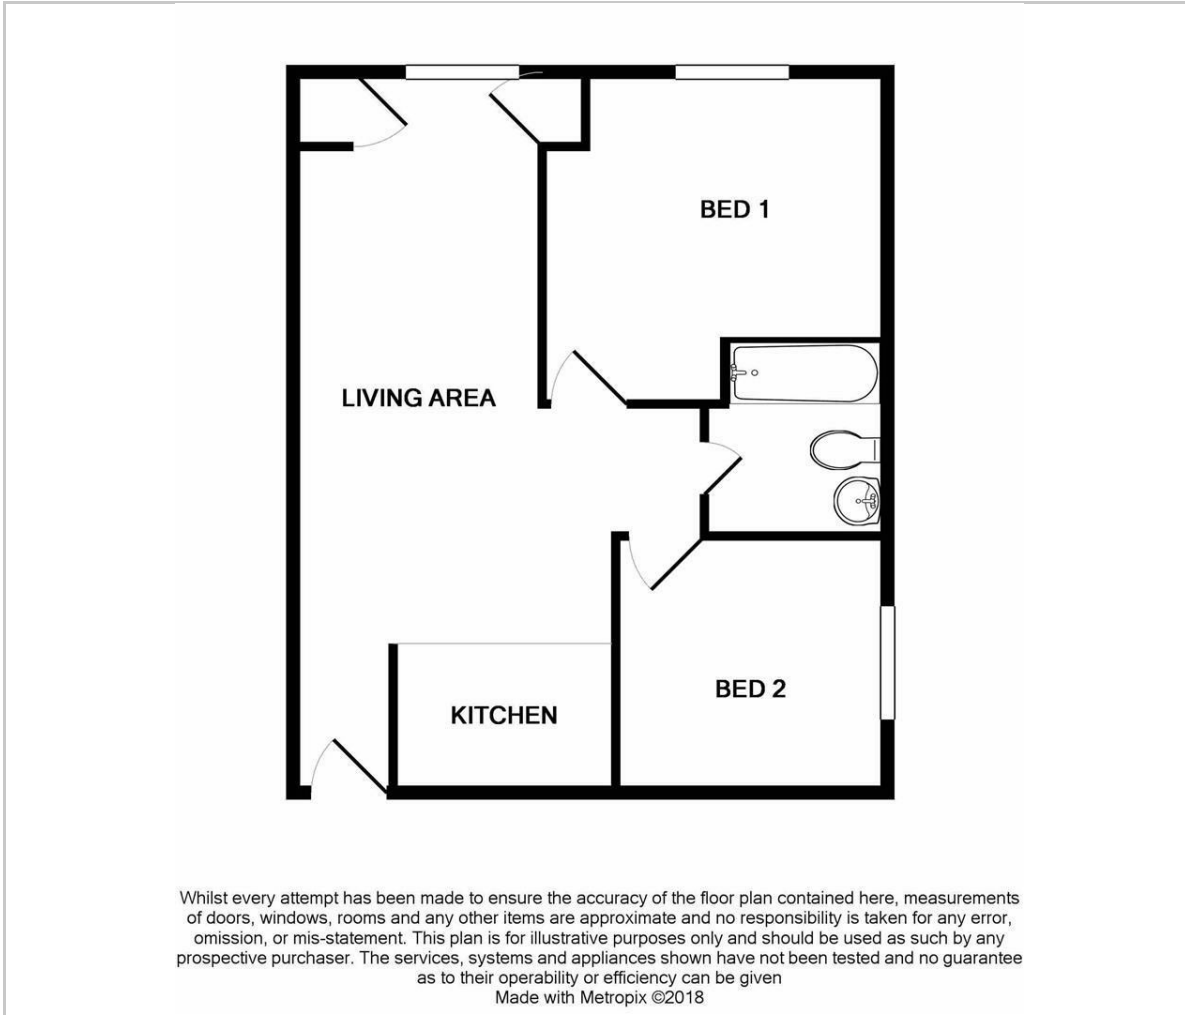 BED 1
LIVING AREA
BED 2
KITCHEN
Whilst every attempt has been made to ensure the accuracy of the floor plan contained here, measurements
of doors, windows, rooms and any other items are approximate and no responsibility is taken for any error,
omission, or mis-statement. This plan is for illustrative purposes only and should be used as such by any
prospective purchaser. The services, systems and appliances shown have not been tested and no guarantee
as to their operability or efficiency can be given
Made with Metropix ©2018